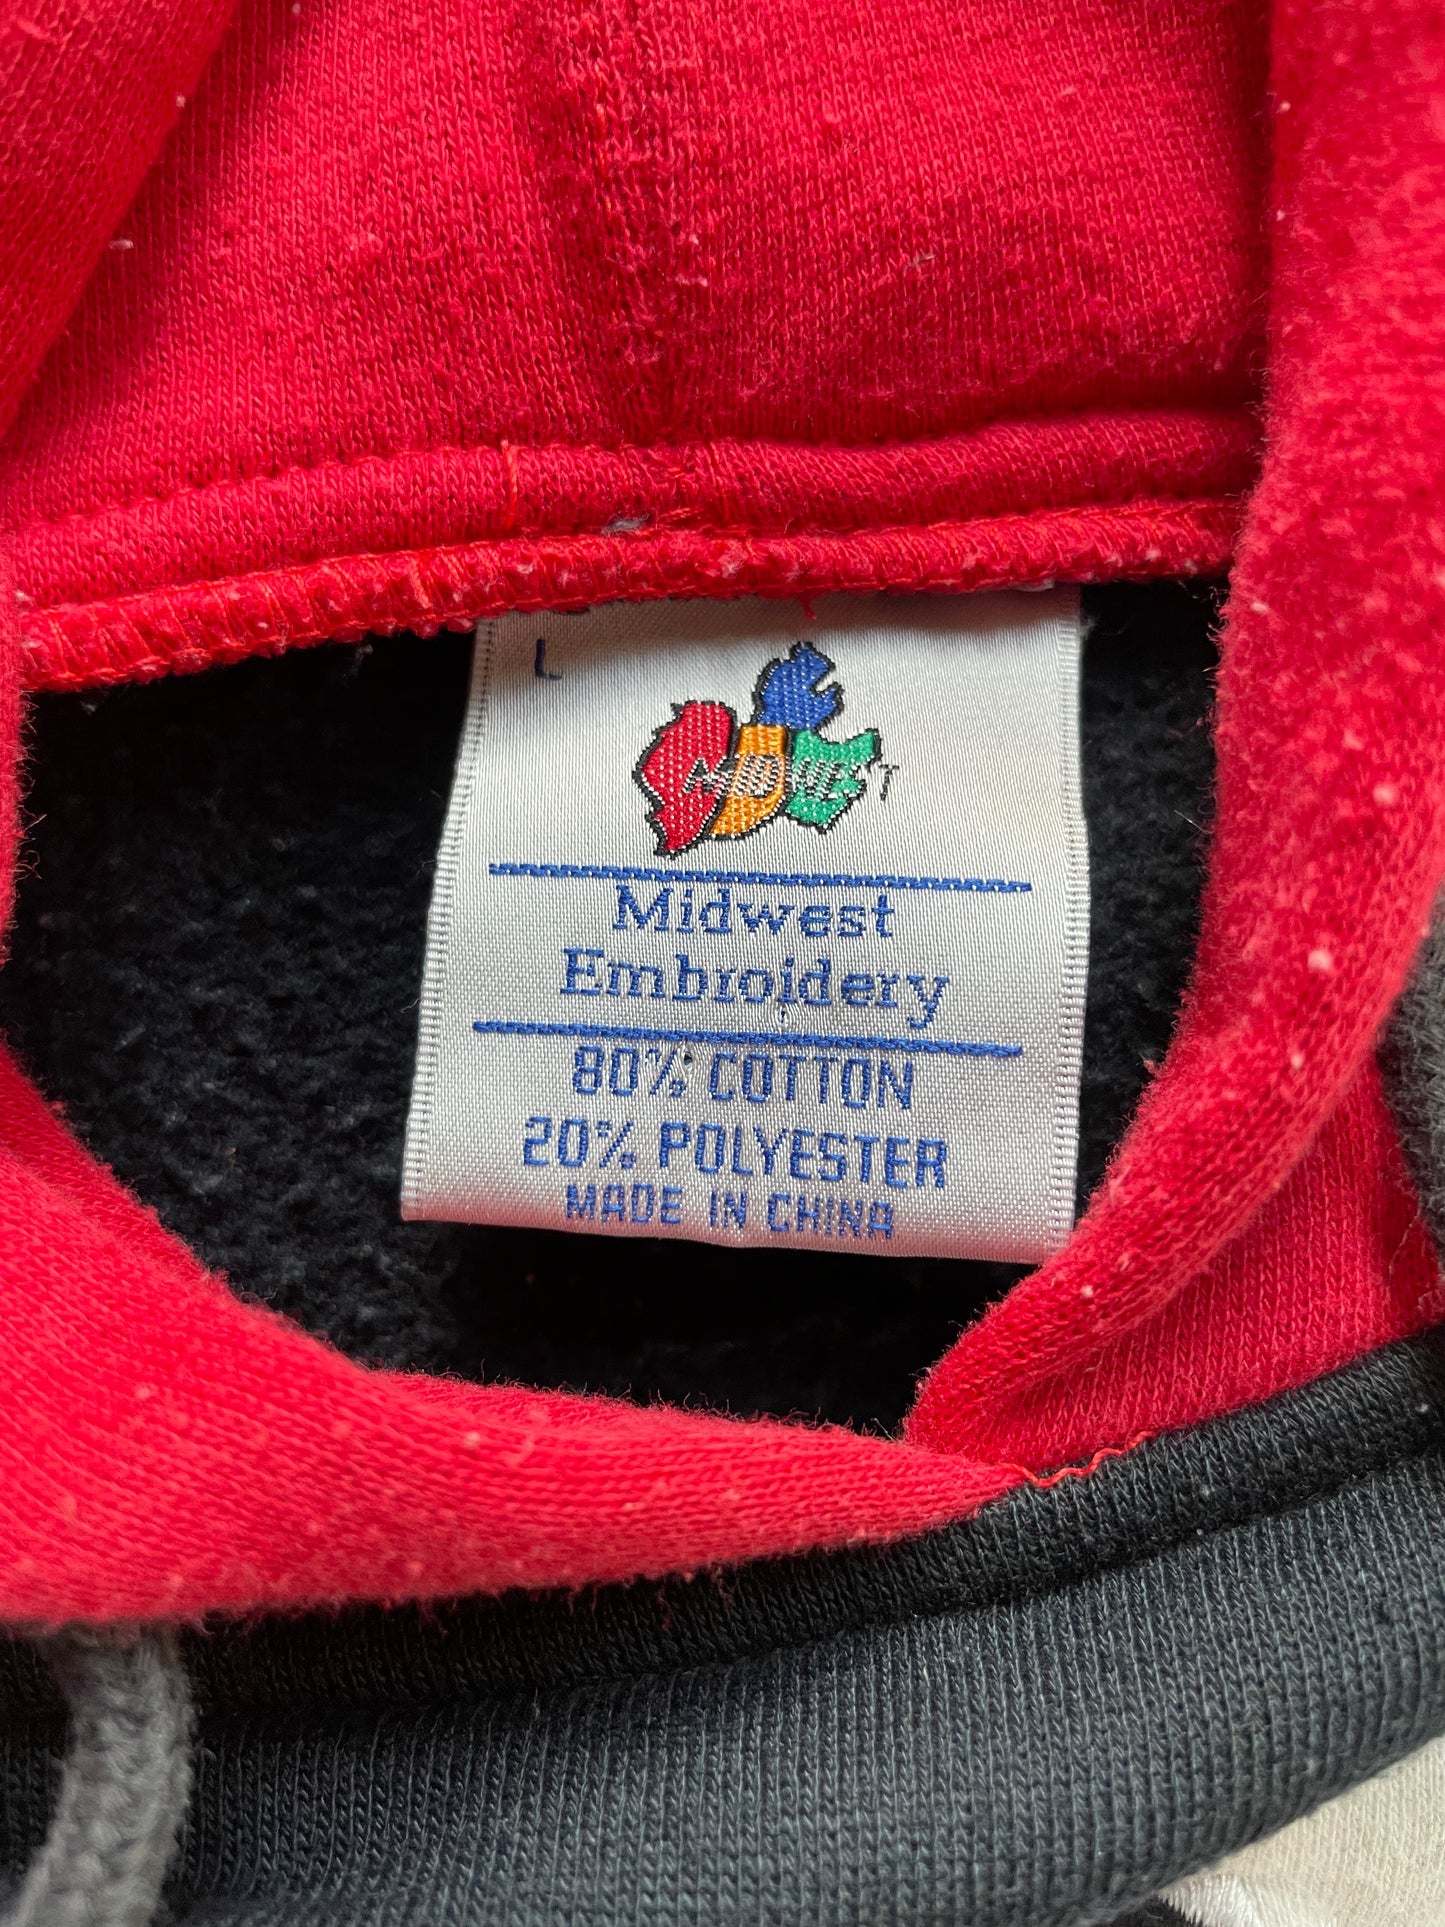 L
MIDWEST
Midwest
Embroidery
80% COTTON
20% POLYESTER
MADE IN CHINA